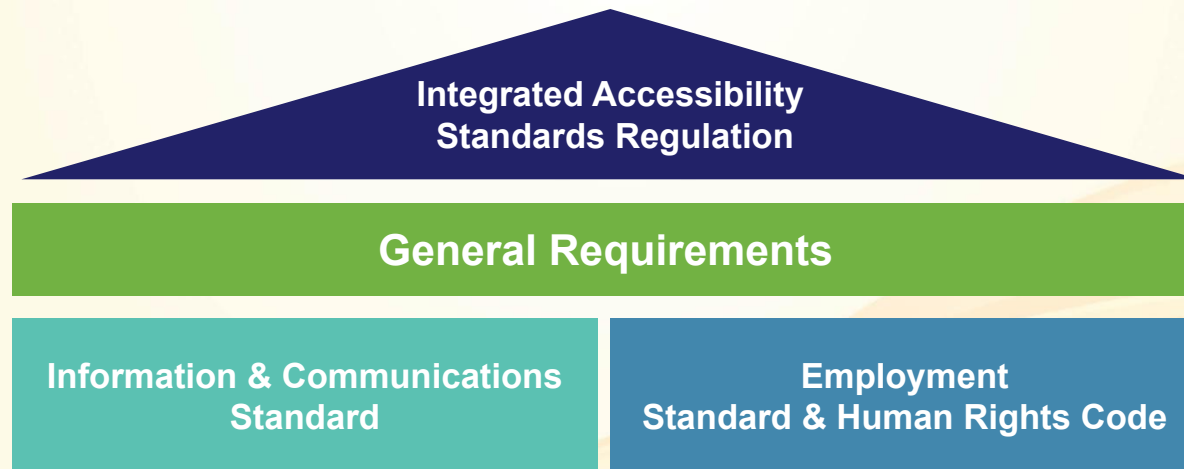 Integrated Accessibility
Standards Regulation
General Requirements
Information & Communications
Standard
Employment
Standard & Human Rights Code